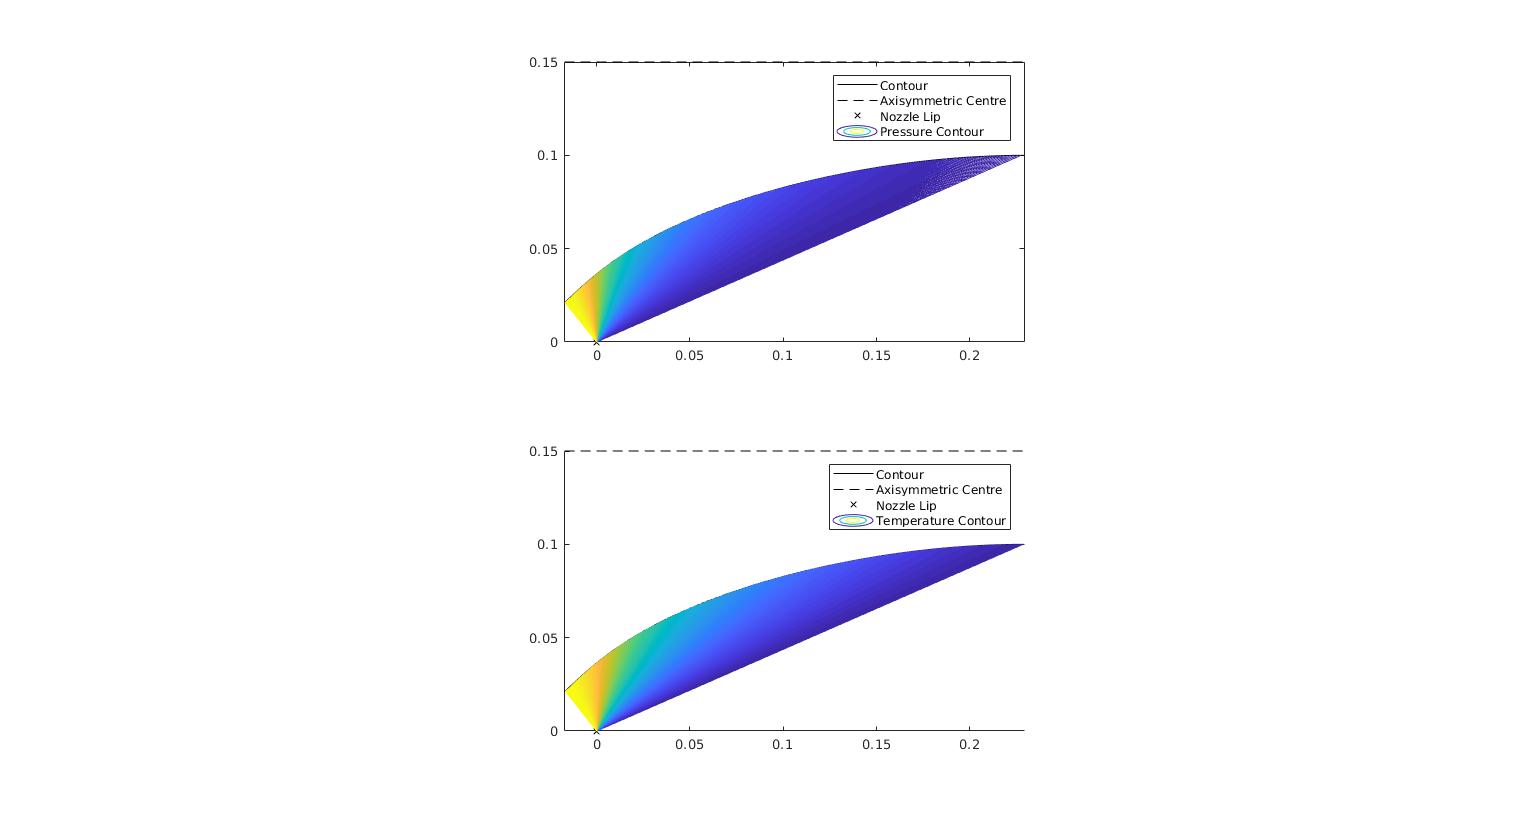 0.15
Contour
Axisymmetric Centre
Nozzle Lip
Pressure Contour
0.1
0.05
0
0 0.05 0.1 0.15 0.2
0.15
Contour
Axisymmetric Centre
Nozzle Lip
Temperature Contour
0.1
0.05
0
0 0.05 0.1 0.15 0.2